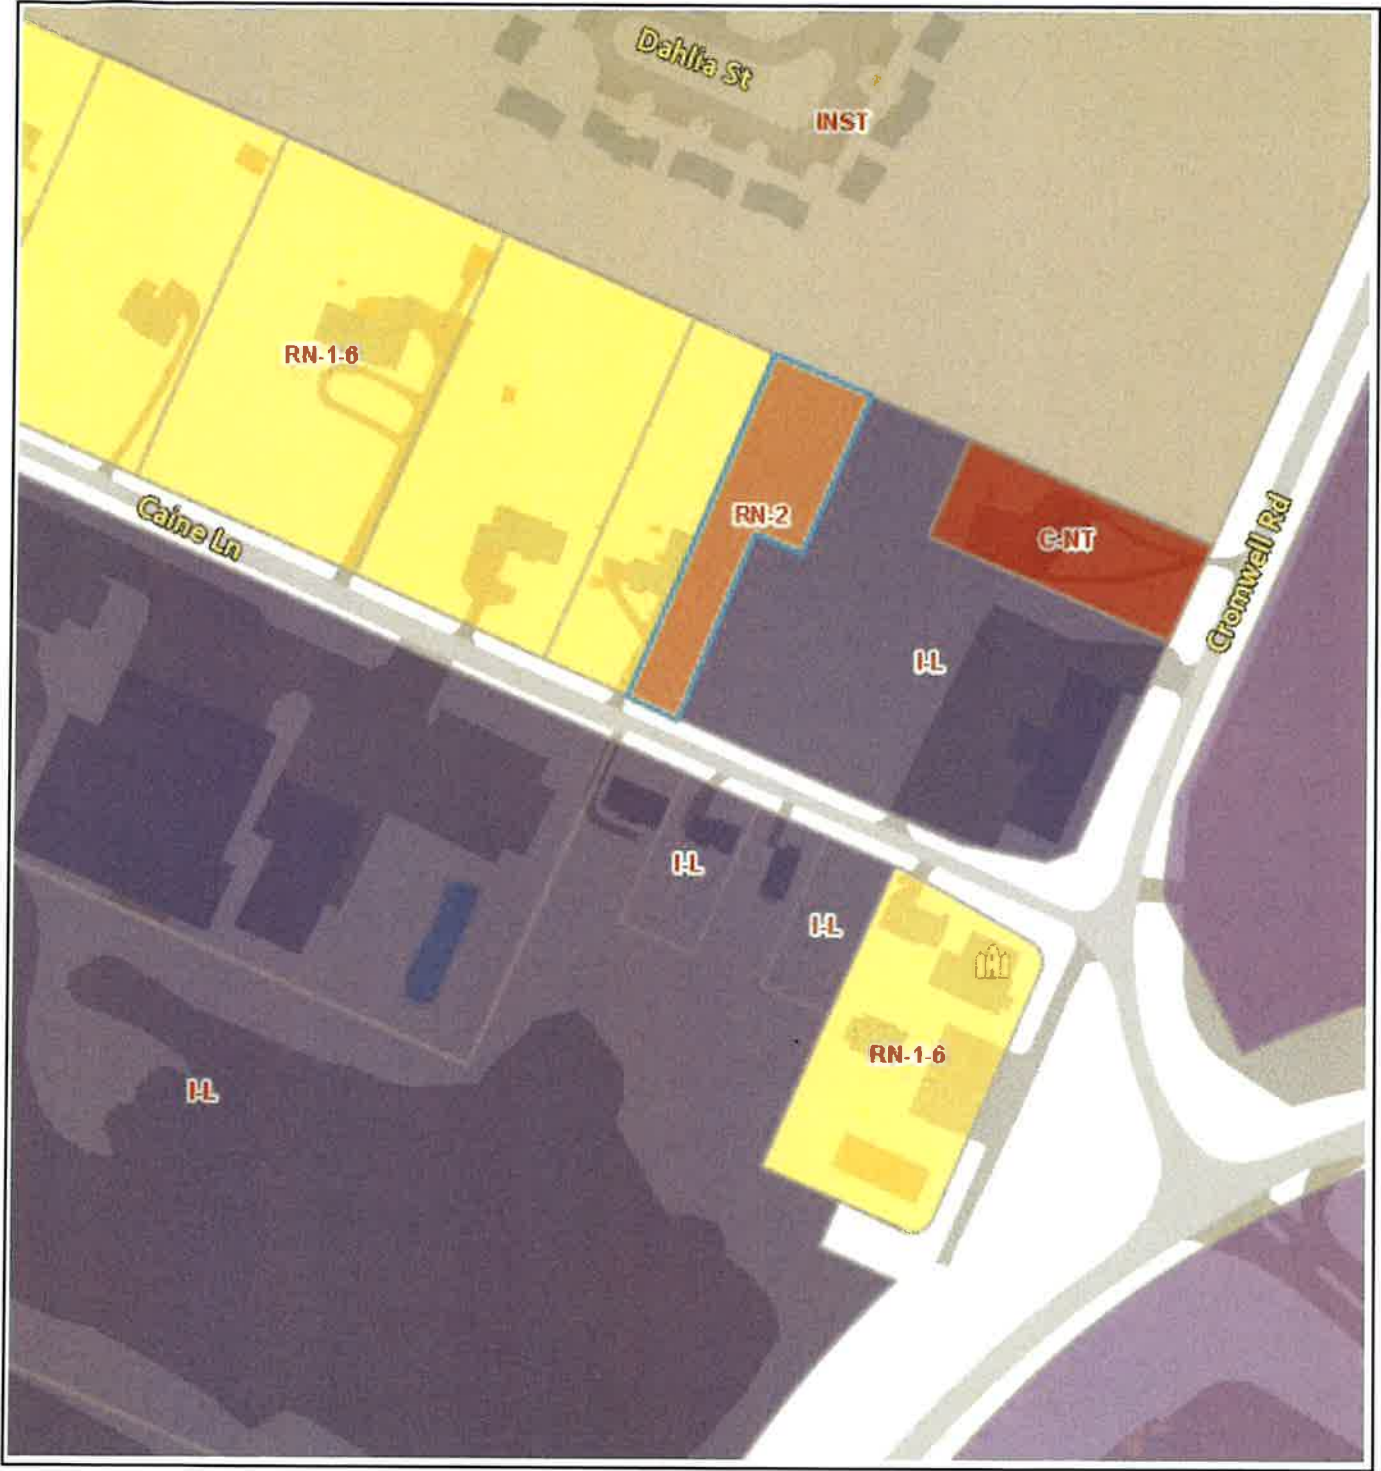 Dahlia St
INST
RN-1-6
RN-2
Caine Ln
C-NT
Cromwell Rd
I-L
I-L
I-L
RN-1-6
I-L